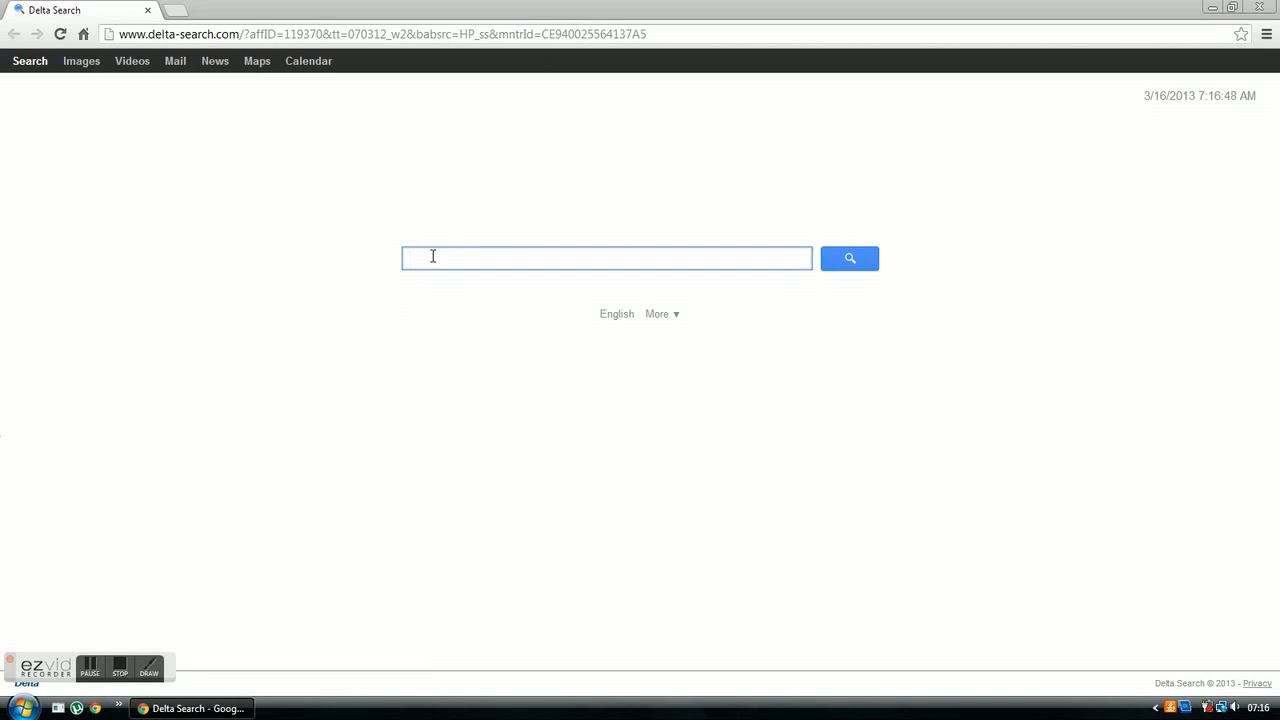 Delta Search
www.delta-search.com/?affID=119370&tt=070312_w2&babsrc=HP_ss&mntrId=CE940025564137A5
Search Images Videos Mail News Maps Calendar
3/16/2013 7:16:48 AM
English More ▼
ezvid
RECORDER
PAUSE STOP DRAW
Delta
Delta Search © 2013 - Privacy
Delta Search - Goog...
07:16